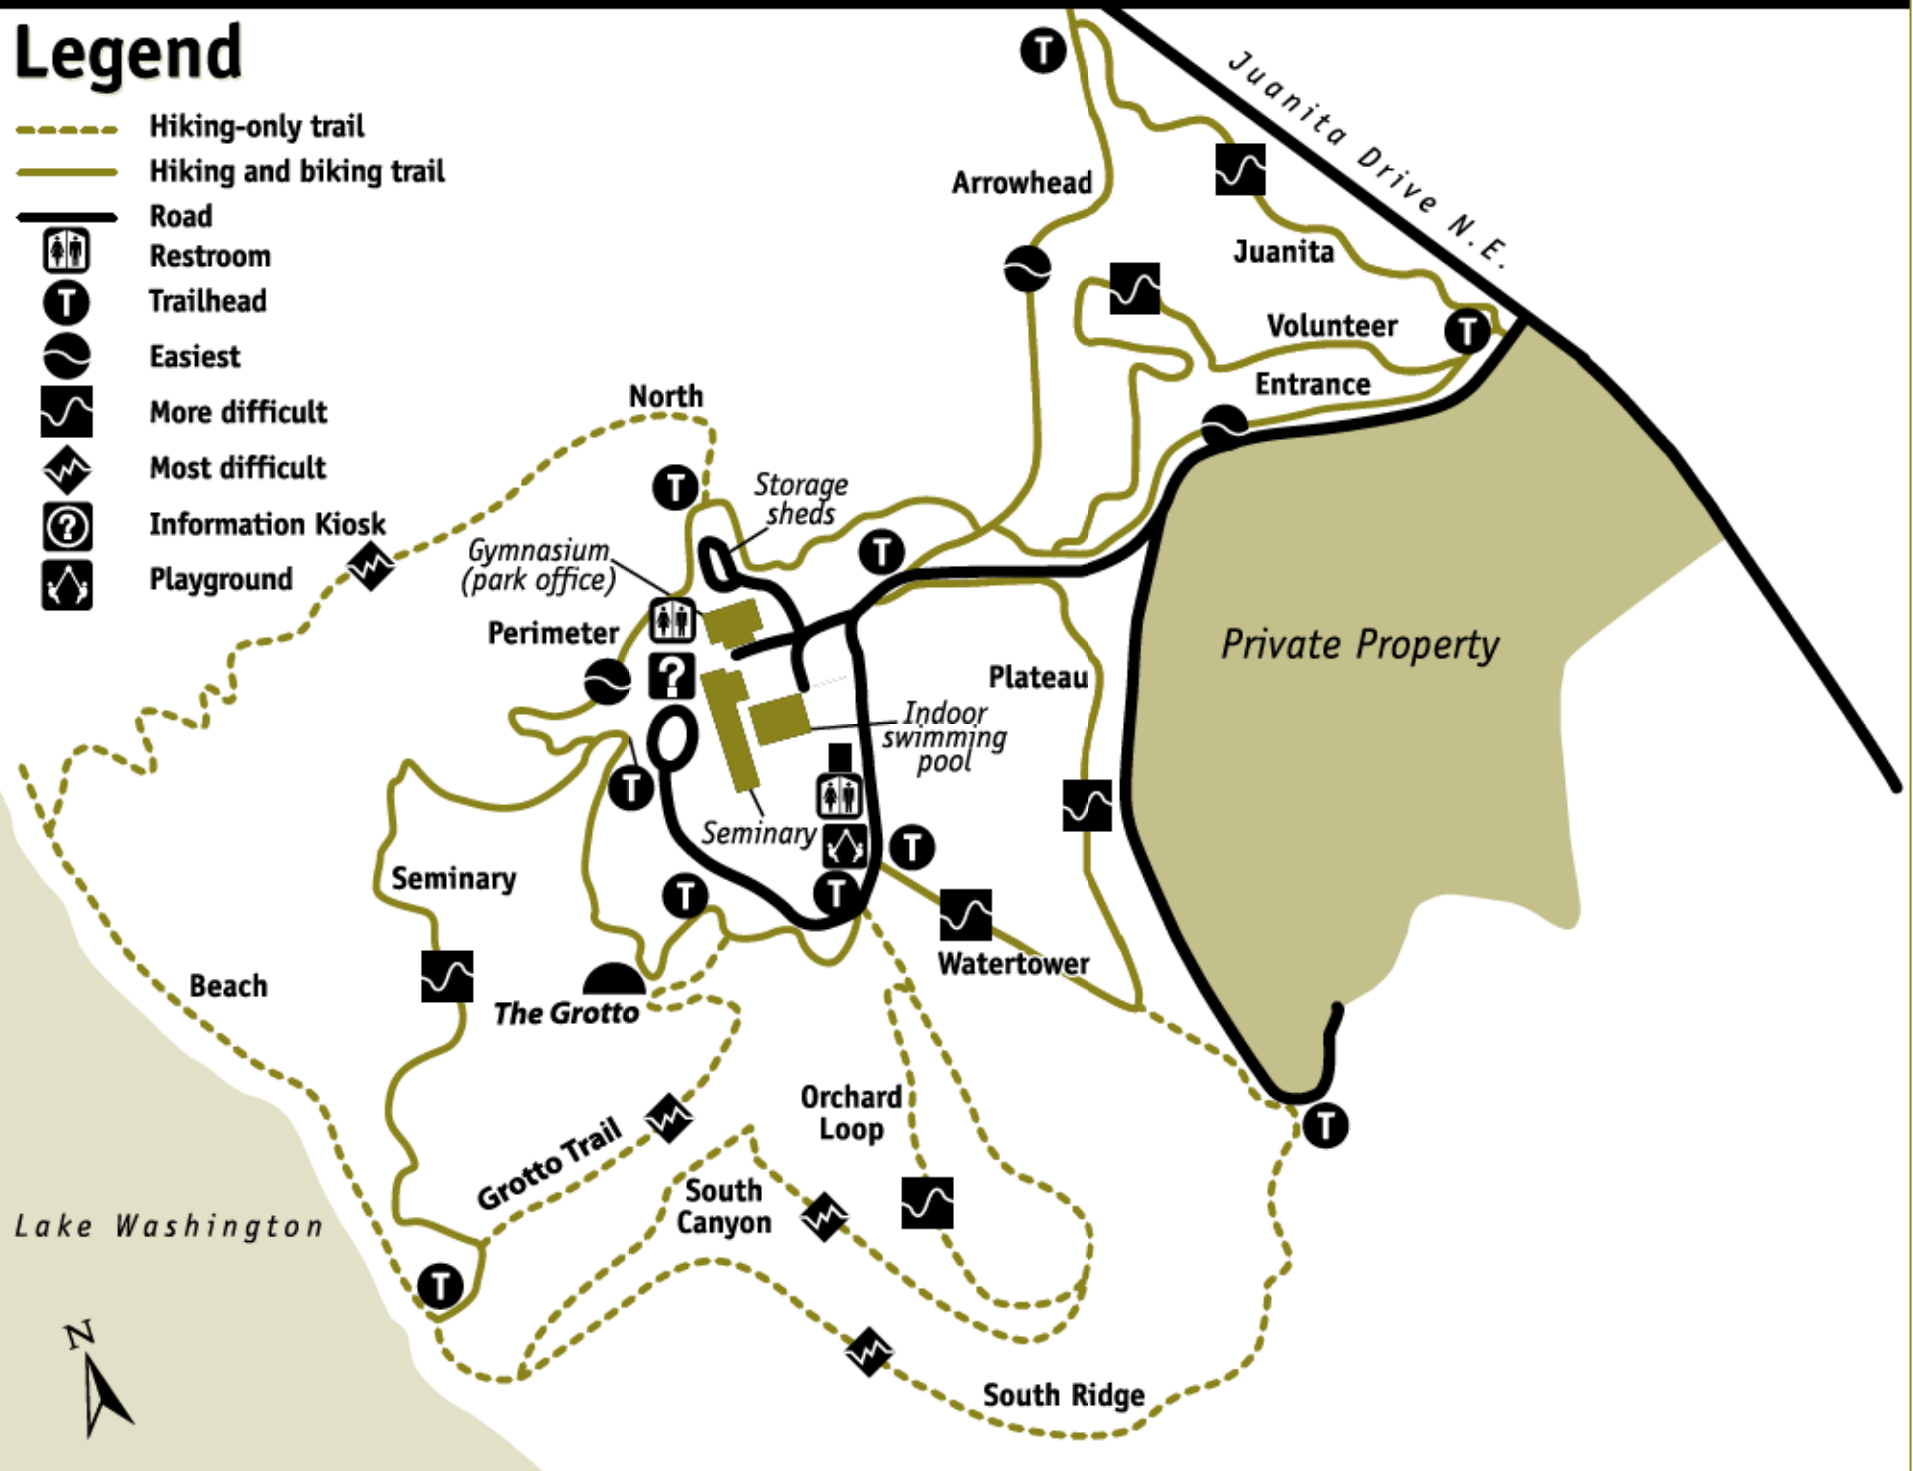 Legend
Hiking-only trail
Hiking and biking trail
Road
Restroom
T
Trailhead
Easiest
More difficult
Most difficult
?
Information Kiosk
Playground
T
Juanita Drive N.E.
Arrowhead
Juanita
Volunteer
T
Entrance
North
T
Storage
sheds
Gymnasium
(park office)
T
Perimeter
?
Private Property
Plateau
Indoor
swimming
pool
T
Seminary
T
Seminary
T
T
Watertower
Beach
The Grotto
Orchard
Loop
T
Grotto Trail
South
Canyon
Lake Washington
T
N
South Ridge